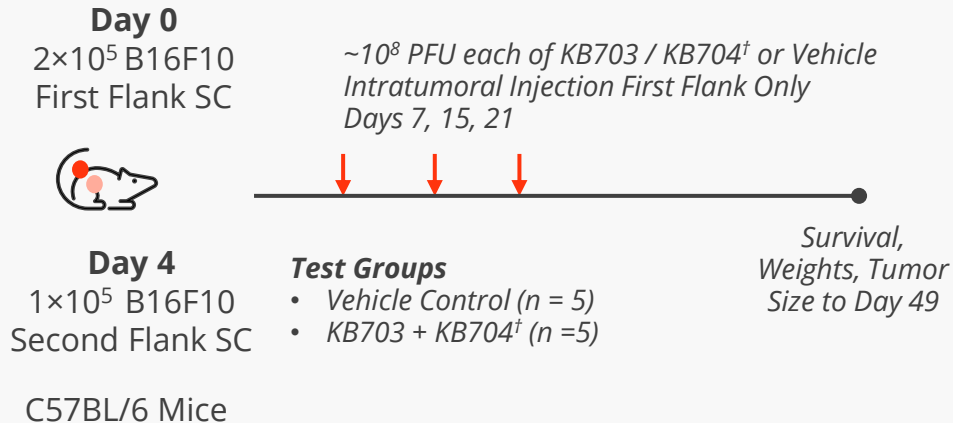 Day 0
2×10⁵ B16F10
First Flank SC
~10⁸ PFU each of KB703 / KB704† or Vehicle
Intratumoral Injection First Flank Only
Days 7, 15, 21
Day 4
1×10⁵ B16F10
Second Flank SC
C57BL/6 Mice
Test Groups
• Vehicle Control (n = 5)
• KB703 + KB704† (n =5)
Survival,
Weights, Tumor
Size to Day 49